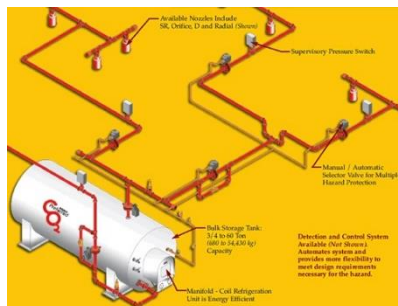 Available Nozzles Include
SR, Orifice, D and Radial (Shown)
Supervisory Pressure Switch
Manual / Automatic
Selector Valve for Multiple
Hazard Protection
Bulk Storage Tank:
3/4 to 60 Ton
(680 to 54,430 kg)
Capacity
Detection and Control System
Available (Not Shown).
Automates system and
provides more flexibility to
meet design requirements
necessary for the hazard.
Manifold - Coil Refrigeration
Unit is Energy Efficient